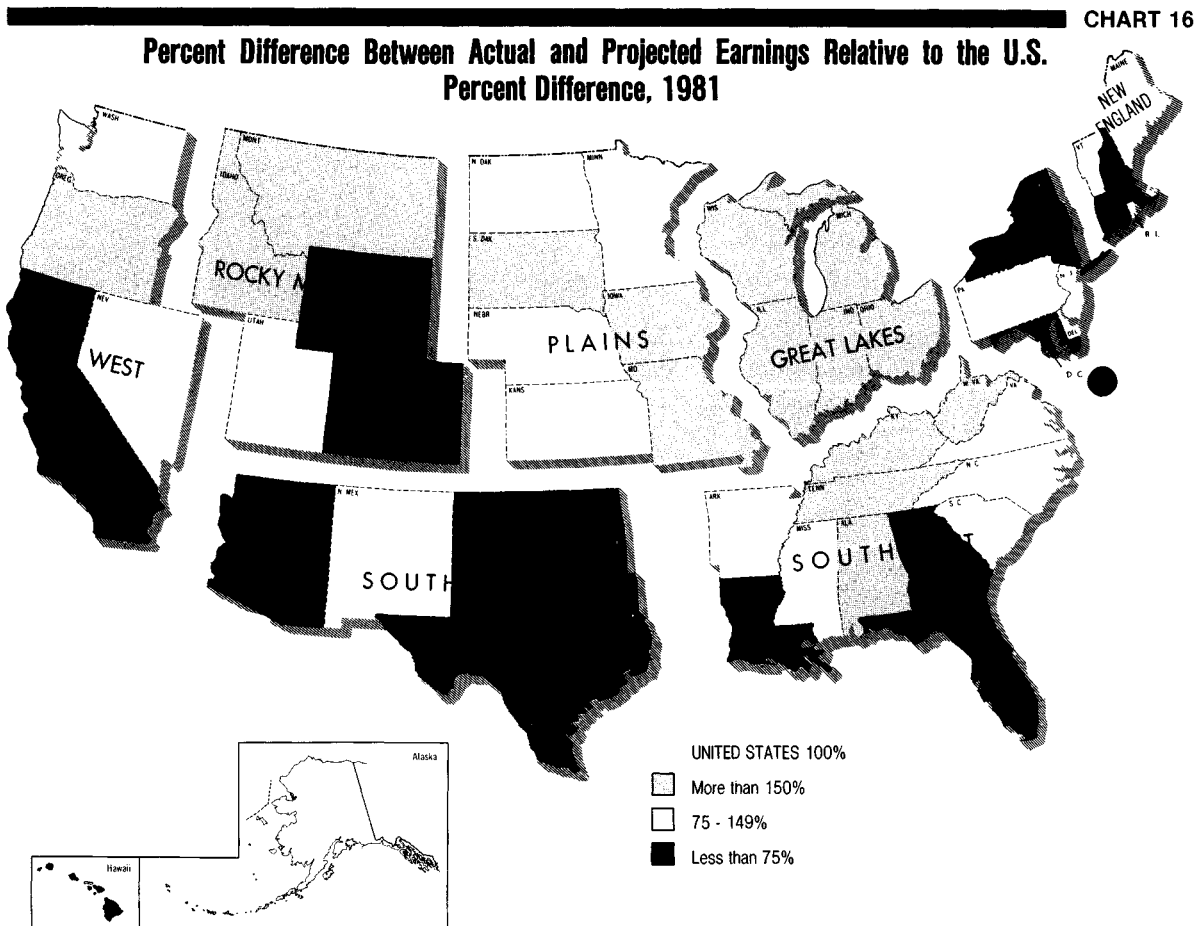 CHART 16
Percent Difference Between Actual and Projected Earnings Relative to the U.S.
Percent Difference, 1981
WASH
OREG
MONT
IDAHO
ROCKY M
NEV
WEST
UTAH
N. DAK
MINN
S. DAK
NEBR
IOWA
PLAINS
KANS
MO
WIS
MICH
ILL
IND
OHIO
GREAT LAKES
MAINE
NEW
ENGLAND
VT
R I.
PA
N J
DEL
D C
W VA
VA
KY
TENN
N C
S C
ARK
MISS
ALA
SOUTH
T
N MEX
SOUTH
UNITED STATES 100%
More than 150%
75 - 149%
Less than 75%
Alaska
Hawaii